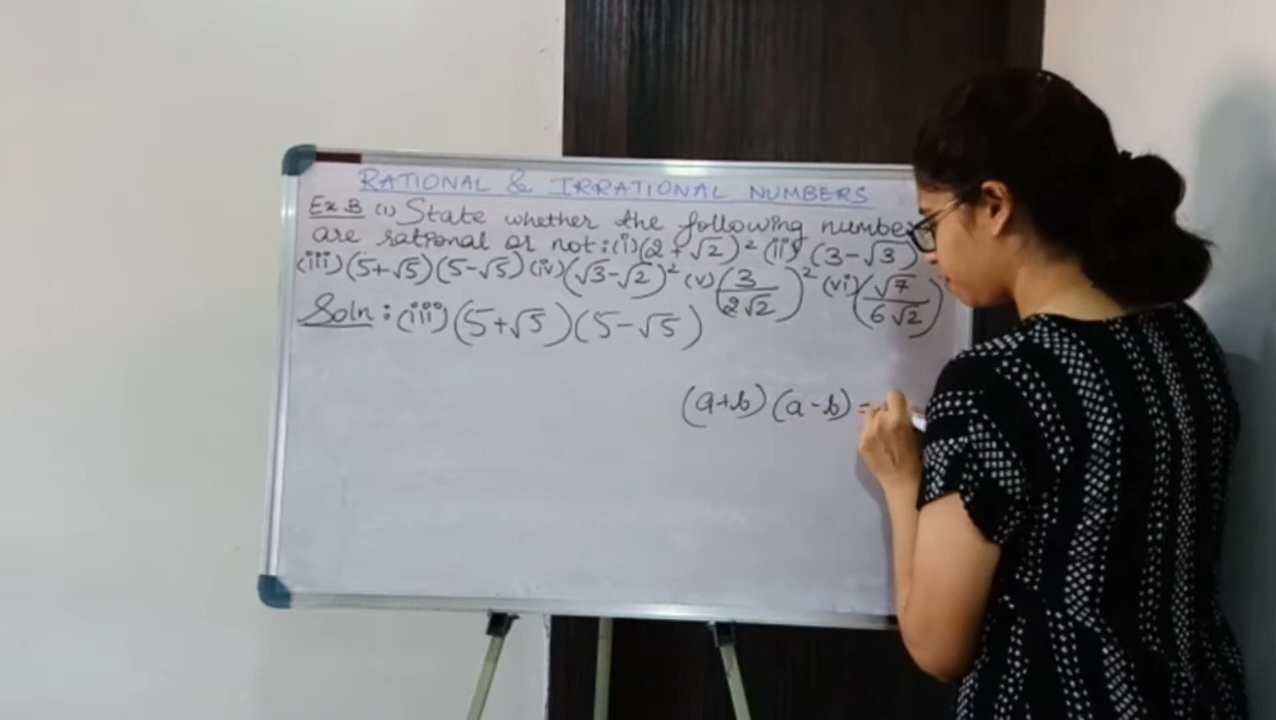 RATIONAL & IRRATIONAL NUMBERS
Ex B (1) State whether the following number
are rational or not: (i) (2 + √2)² (ii) (3 - √3)
(iii) (5+√5) (5-√5) (iv) (√3-√2)² (v) (3/2√2)² (vi) (√7/6√2)
Soln : (iii) (5+√5) (5-√5)
(a+b) (a-b) =